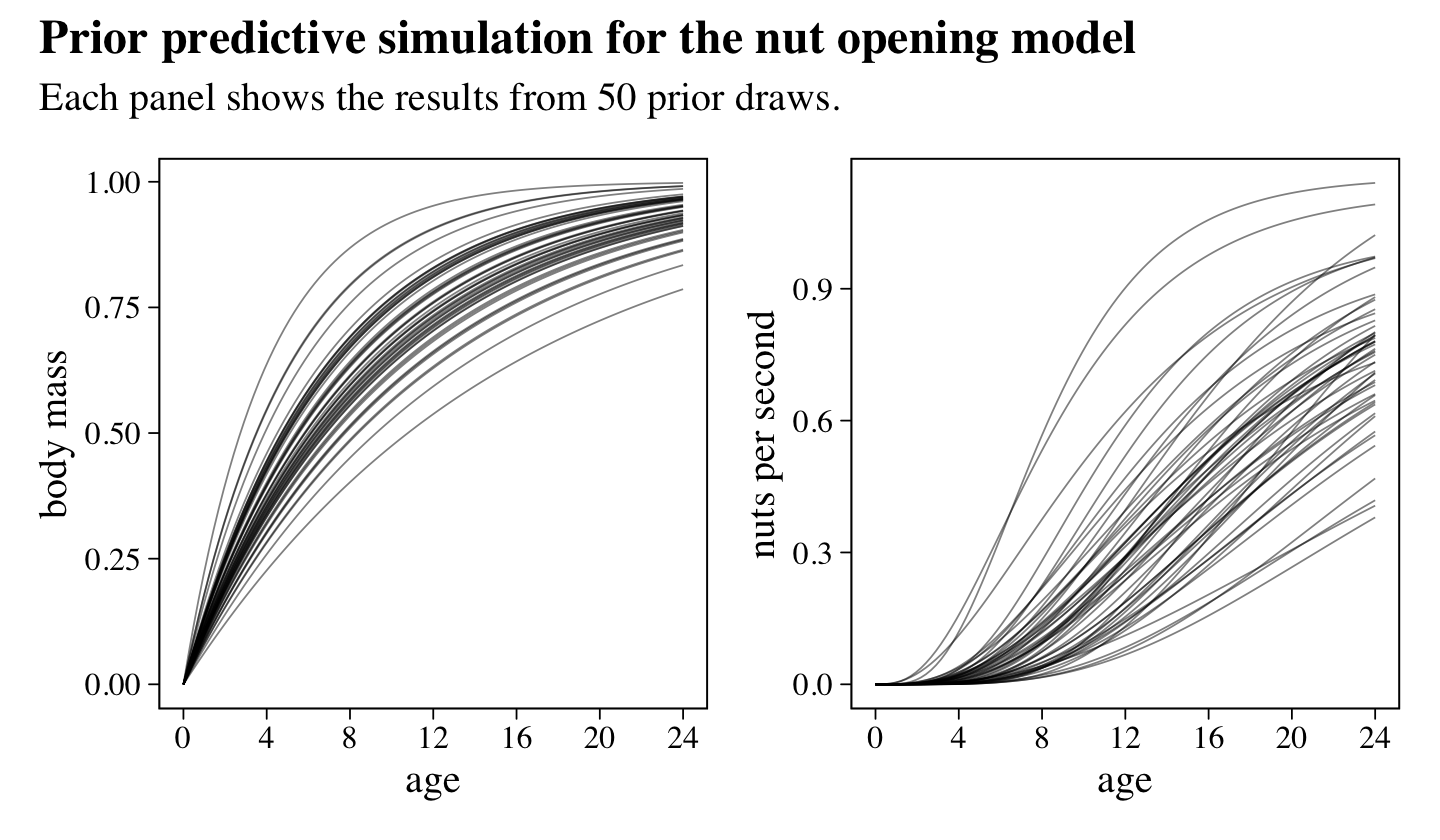 Prior predictive simulation for the nut opening model
Each panel shows the results from 50 prior draws.
body mass
1.00
0.75
0.50
0.25
0.00
0 4 8 12 16 20 24
age
nuts per second
0.9
0.6
0.3
0.0
0 4 8 12 16 20 24
age